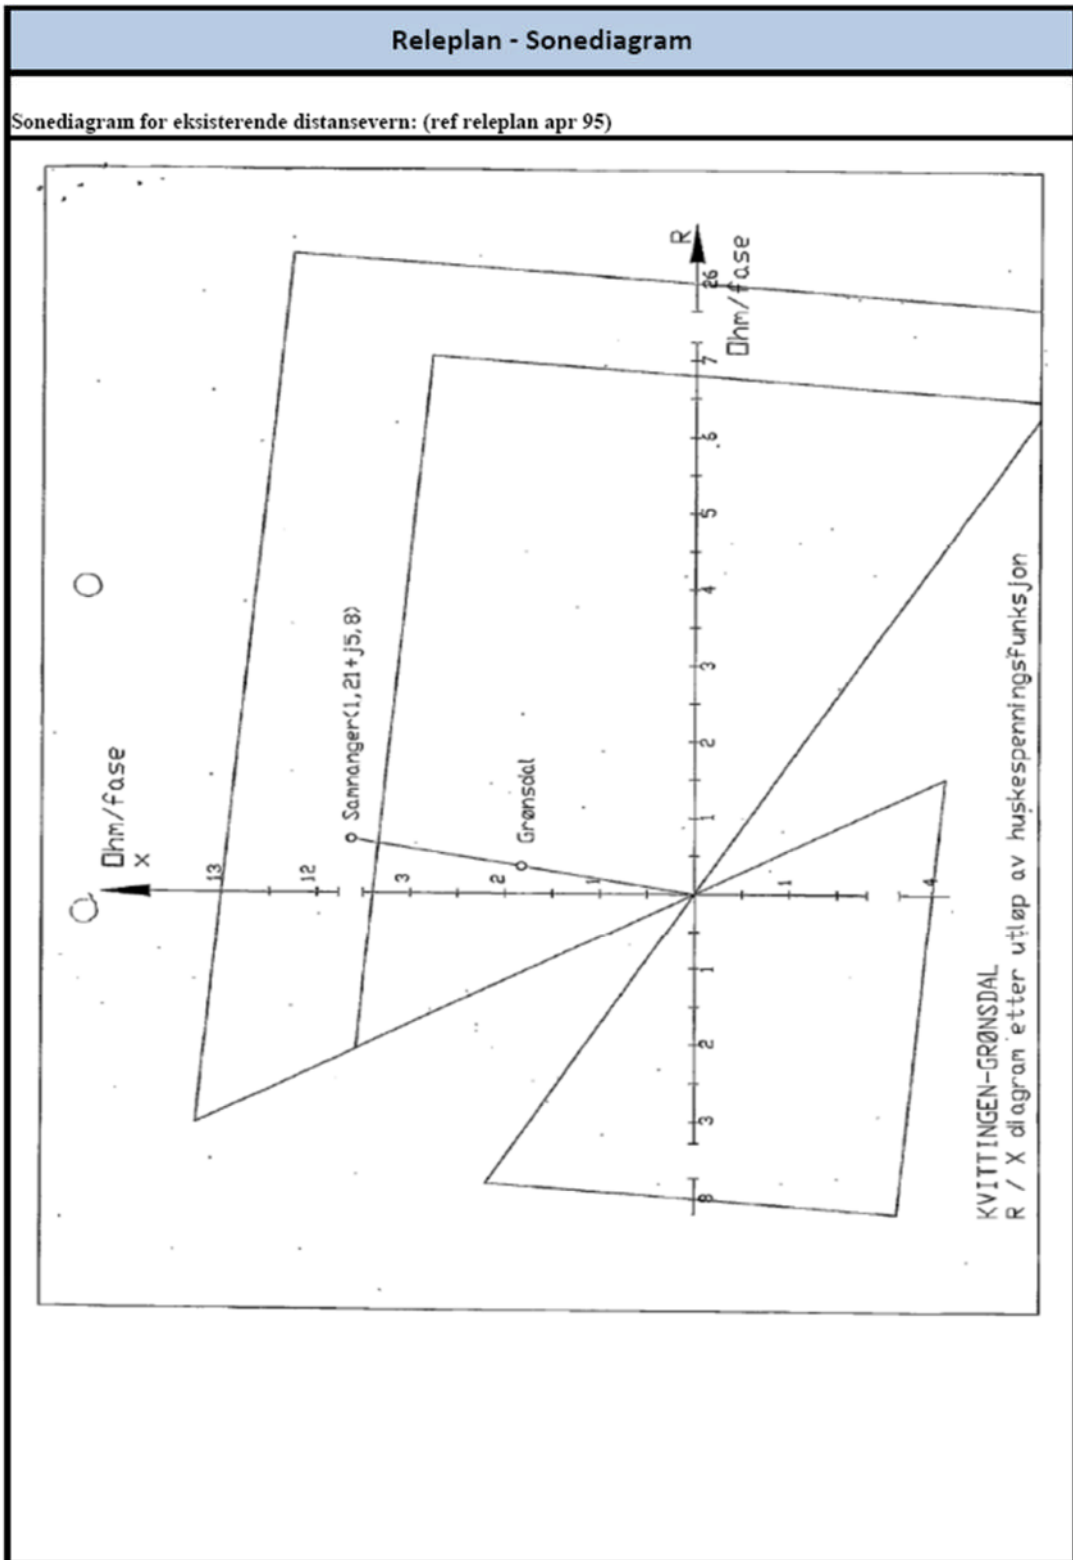 Releplan - Sonediagram
Sonediagram for eksisterende distansevern: (ref releplan apr 95)
R
26
Ohm/fase
7
6
5
4
3
2
1
Samnanger(1,21+j5,8)
Grønsdal
Ohm/fase
X
13
12
3
2
1
1
4
1
2
3
8
KVITTINGEN-GRØNSDAL
R / X diagram etter utløp av huskespenningsfunksjon